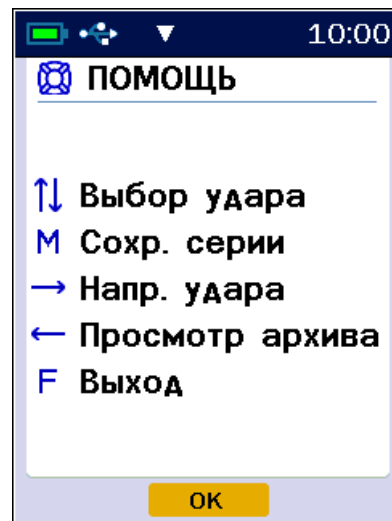 10:00
ПОМОЩЬ
↑↓ Выбор удара
M Сохр. серии
→ Напр. удара
← Просмотр архива
F Выход
OK